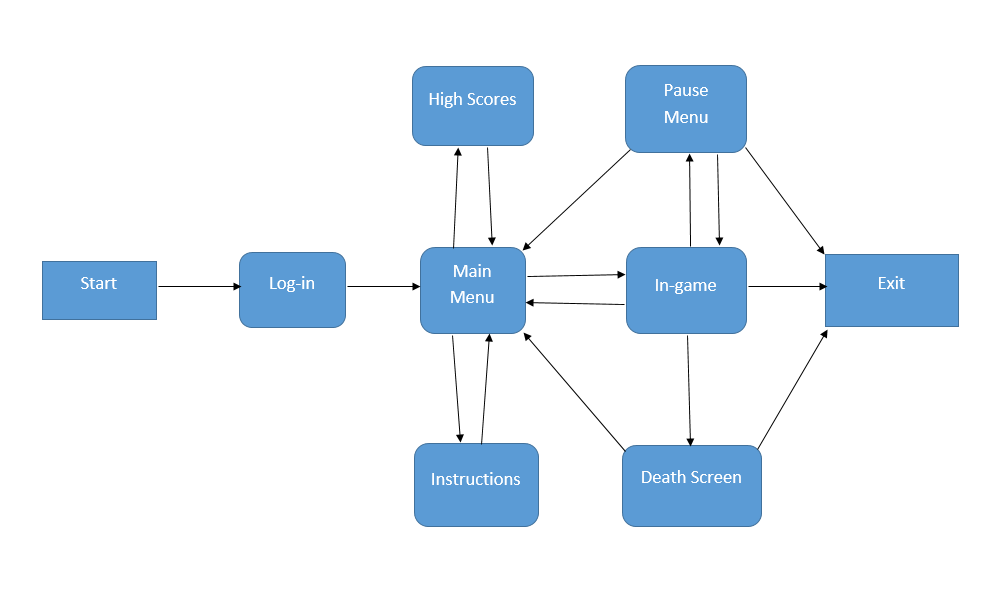 High Scores
Pause
Menu
Start
Log-in
Main
Menu
In-game
Exit
Instructions
Death Screen